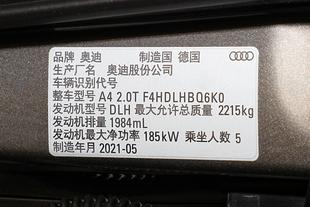 品牌 奥迪 制造国 德国
生产厂名 奥迪股份公司
车辆识别代号
整车型号 A4 2.0T F4HDLHBQ6K0
发动机型号 DLH 最大允许总质量 2215kg
发动机排量 1984mL
发动机最大净功率 185kW 乘坐人数 5
制造年月 2021-05